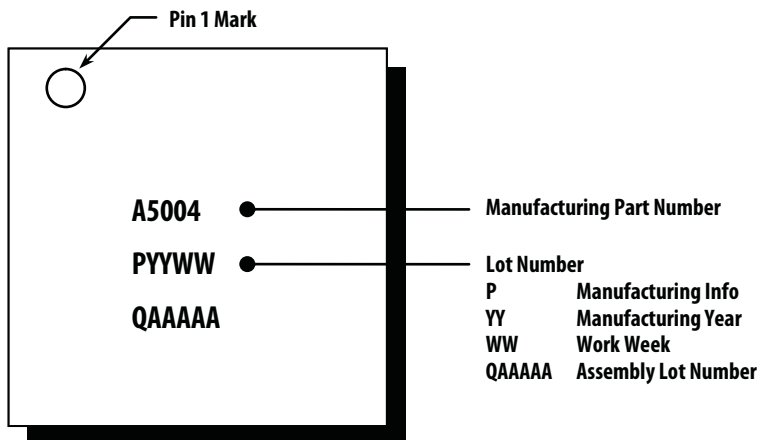 Pin 1 Mark
A5004
Manufacturing Part Number
PYYWW
Lot Number
P Manufacturing Info
YY Manufacturing Year
WW Work Week
QAAAAA Assembly Lot Number
QAAAAA